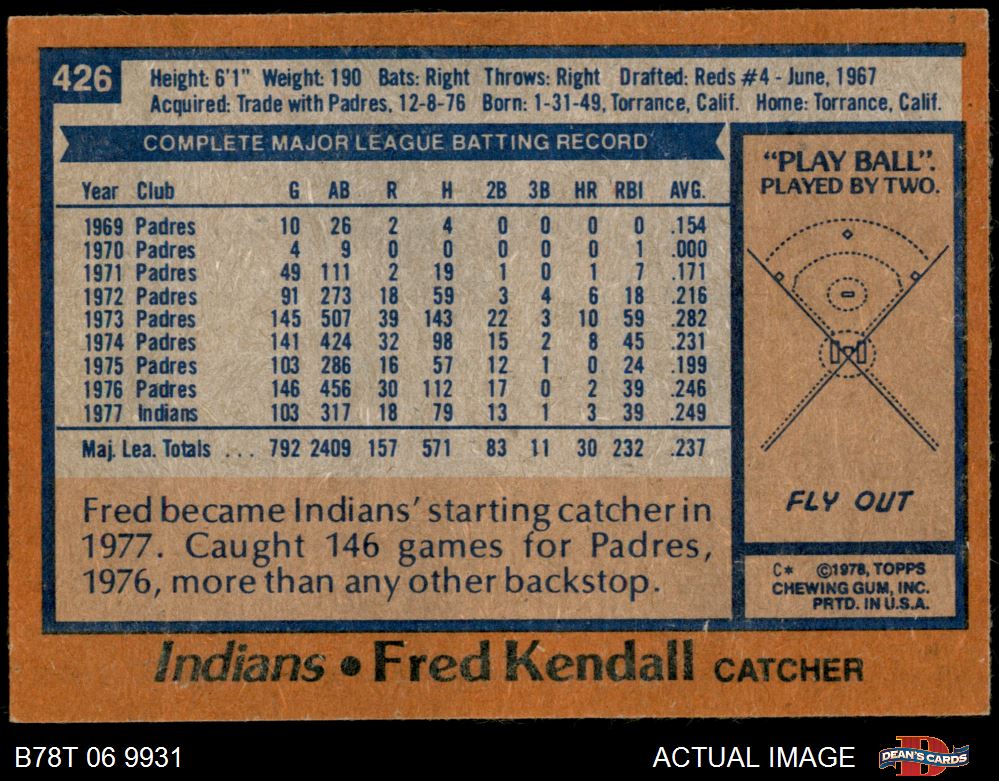 426
Height: 6'1" Weight: 190 Bats: Right Throws: Right Drafted: Reds #4 - June, 1967
Acquired: Trade with Padres, 12-8-76 Born: 1-31-49, Torrance, Calif. Home: Torrance, Calif.
COMPLETE MAJOR LEAGUE BATTING RECORD
Year Club G AB R H 2B 3B HR RBI AVG.
1969 Padres 10 26 2 4 0 0 0 0 .154
1970 Padres 4 9 0 0 0 0 0 1 .000
1971 Padres 49 111 2 19 1 0 1 7 .171
1972 Padres 91 273 18 59 3 4 6 18 .216
1973 Padres 145 507 39 143 22 3 10 59 .282
1974 Padres 141 424 32 98 15 2 8 45 .231
1975 Padres 103 286 16 57 12 1 0 24 .199
1976 Padres 146 456 30 112 17 0 2 39 .246
1977 Indians 103 317 18 79 13 1 3 39 .249
Maj. Lea. Totals . . . 792 2409 157 571 83 11 30 232 .237
Fred became Indians' starting catcher in
1977. Caught 146 games for Padres,
1976, more than any other backstop.
"PLAY BALL".
PLAYED BY TWO.
FLY OUT
C* ©1978, TOPPS
CHEWING GUM, INC.
PRTD. IN U.S.A.
Indians • Fred Kendall CATCHER
B78T 06 9931
ACTUAL IMAGE
DEAN'S CARDS